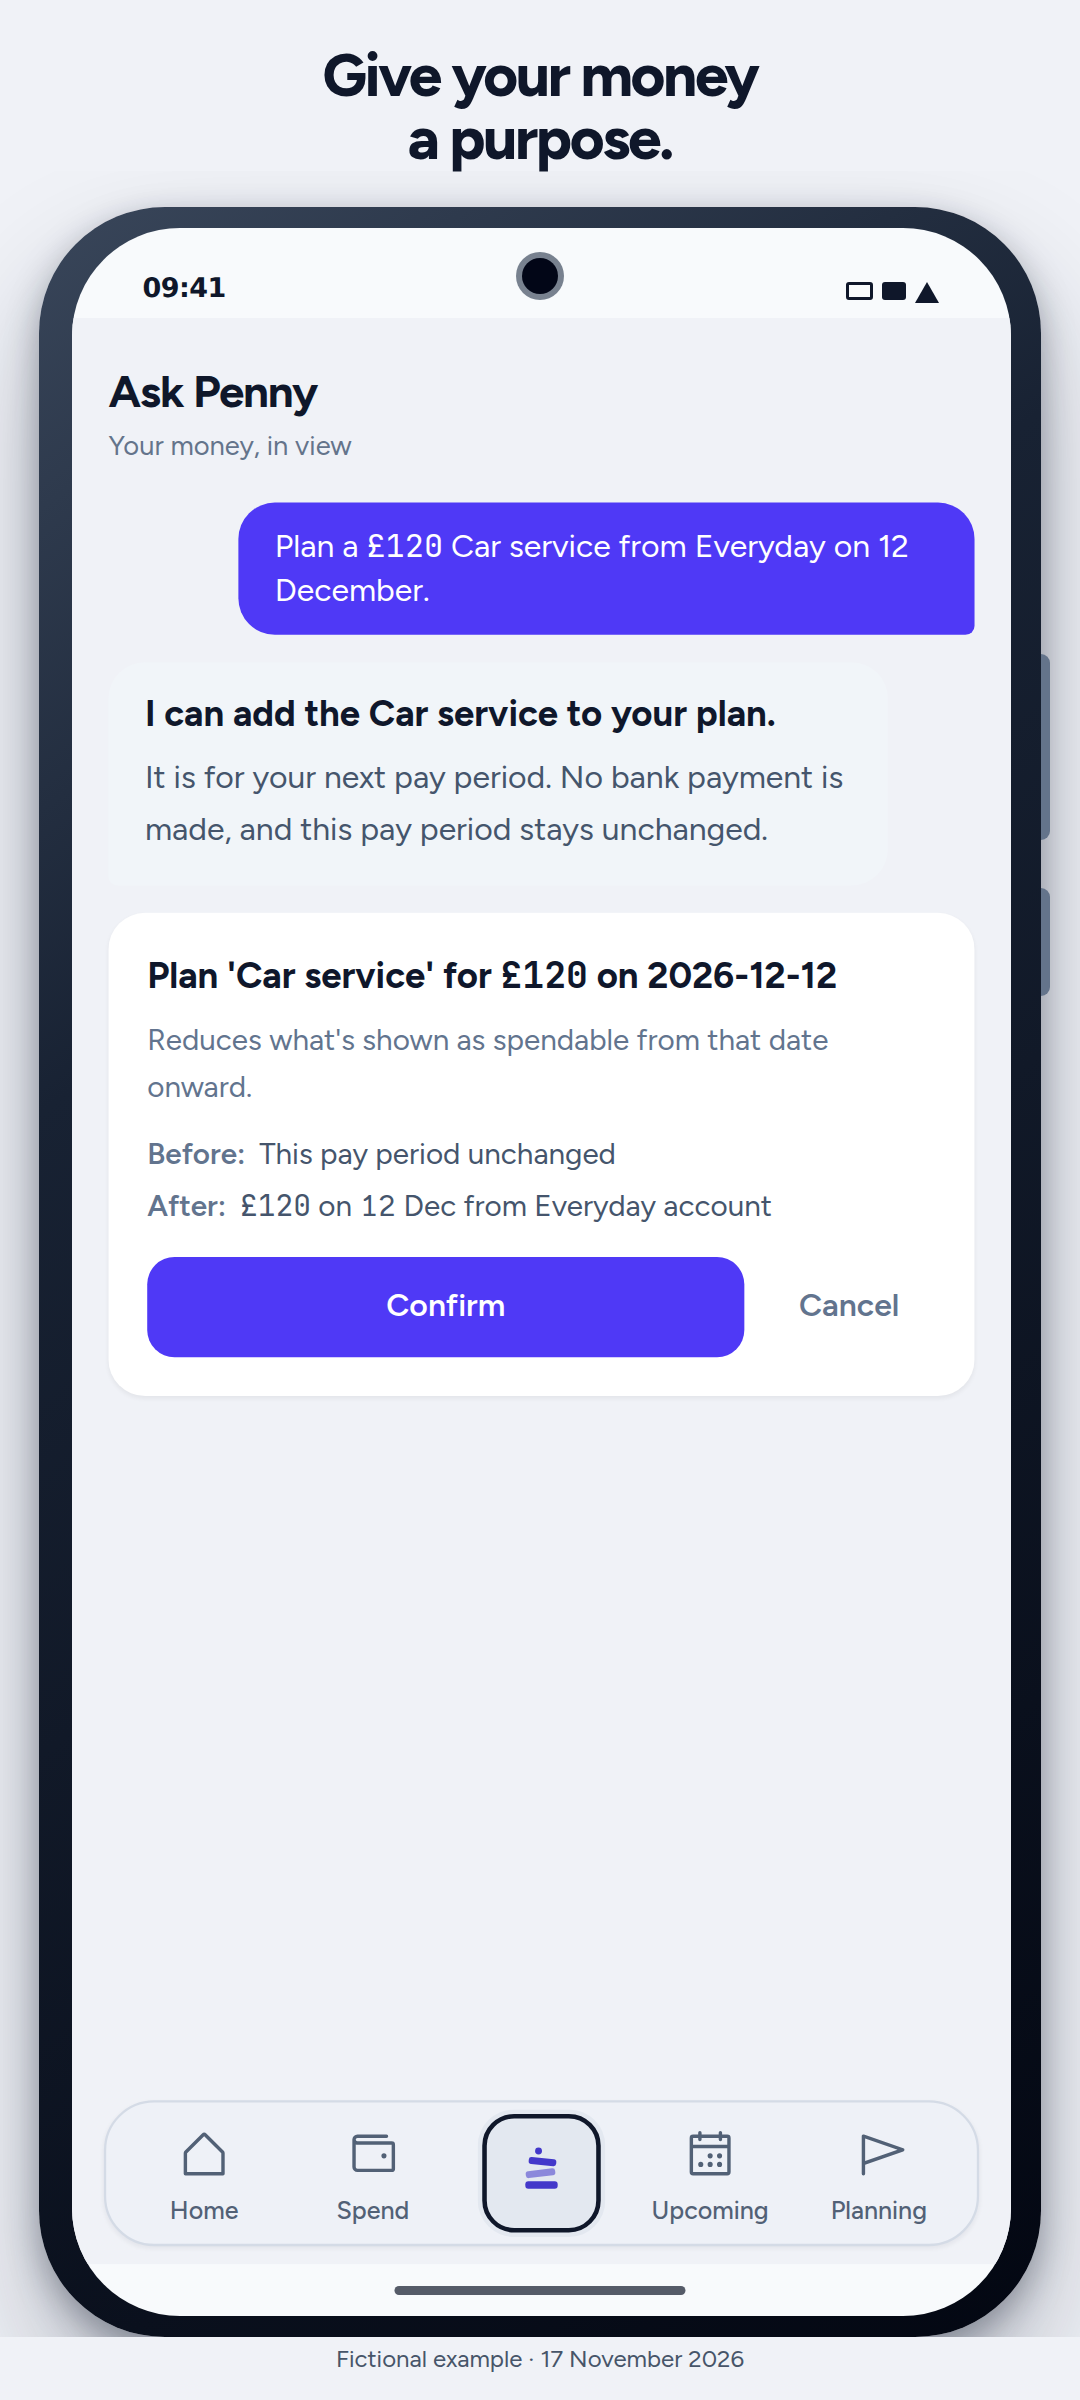 Give your money
a purpose.
09:41
Ask Penny
Your money, in view
Plan a £120 Car service from Everyday on 12
December.
I can add the Car service to your plan.
It is for your next pay period. No bank payment is
made, and this pay period stays unchanged.
Plan 'Car service' for £120 on 2026-12-12
Reduces what's shown as spendable from that date
onward.
Before: This pay period unchanged
After: £120 on 12 Dec from Everyday account
Confirm Cancel
Home Spend Upcoming Planning
Fictional example · 17 November 2026